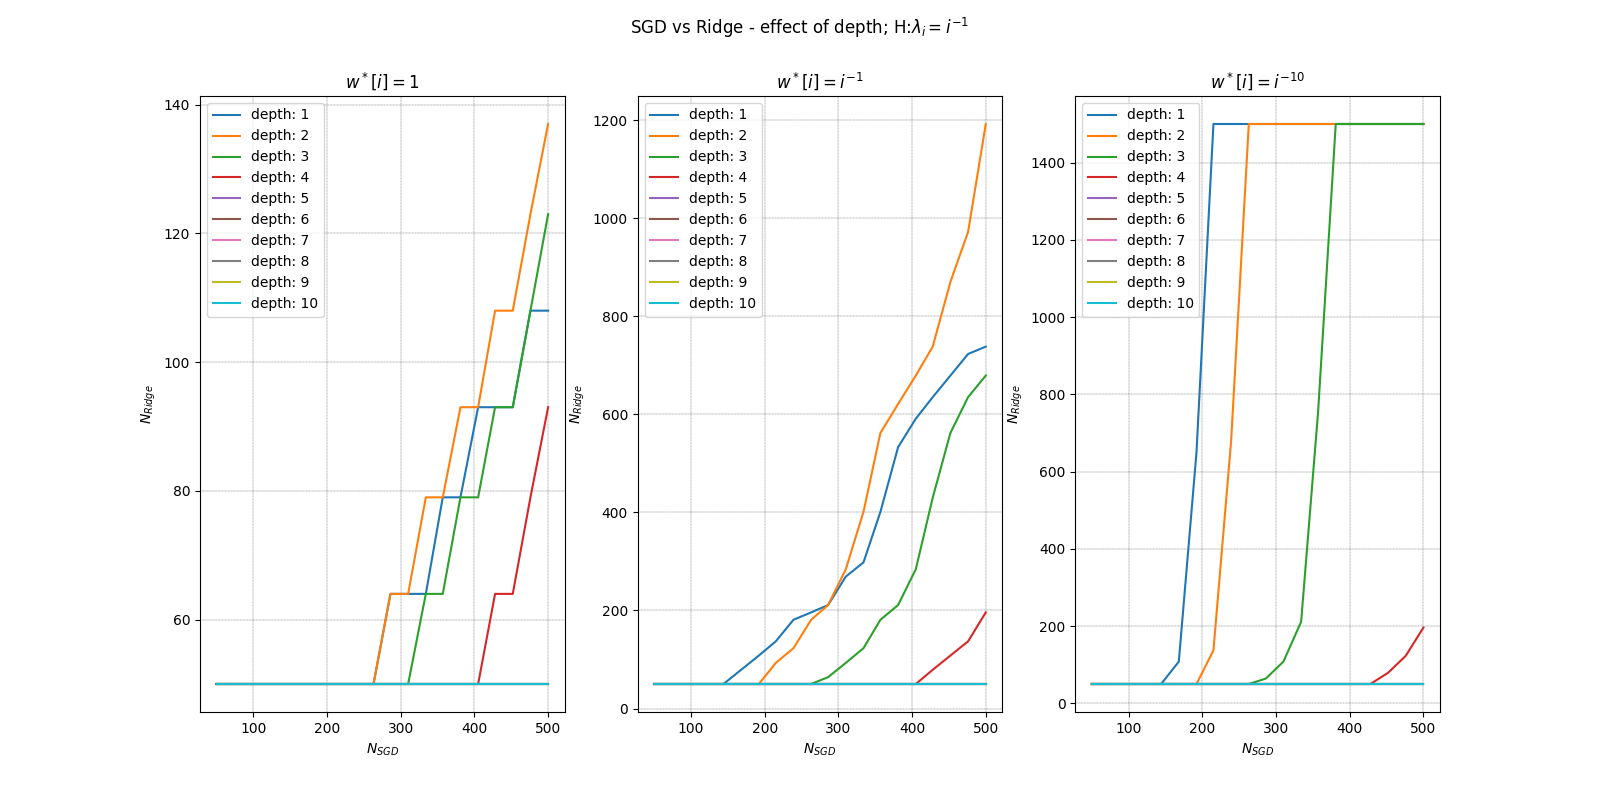 SGD vs Ridge - effect of depth; H:λᵢ = i⁻¹
w*[i] = 1
140
120
100
80
60
N_Ridge
100
200
300
400
500
N_SGD
depth: 1
depth: 2
depth: 3
depth: 4
depth: 5
depth: 6
depth: 7
depth: 8
depth: 9
depth: 10
w*[i] = i⁻¹
1200
1000
800
600
400
200
0
N_Ridge
100
200
300
400
500
N_SGD
depth: 1
depth: 2
depth: 3
depth: 4
depth: 5
depth: 6
depth: 7
depth: 8
depth: 9
depth: 10
w*[i] = i⁻¹⁰
1400
1200
1000
800
600
400
200
0
N_Ridge
100
200
300
400
500
N_SGD
depth: 1
depth: 2
depth: 3
depth: 4
depth: 5
depth: 6
depth: 7
depth: 8
depth: 9
depth: 10